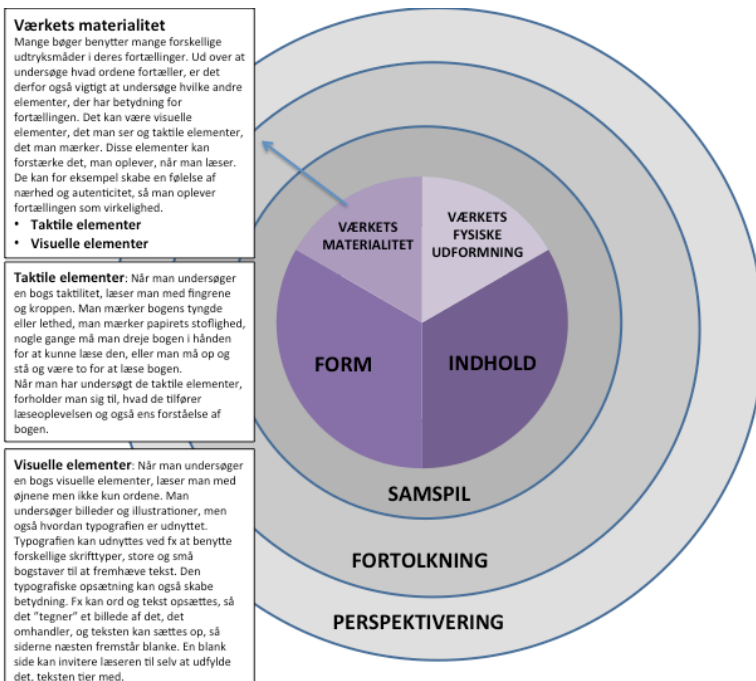 Værkets materialitet
Mange bøger benytter mange forskellige
udtryksmåder i deres fortællinger. Ud over at
undersøge hvad ordene fortæller, er det
derfor også vigtigt at undersøge hvilke andre
elementer, der har betydning for
fortællingen. Det kan være visuelle
elementer, det man ser og taktile elementer,
det man mærker. Disse elementer kan
forstærke det, man oplever, når man læser.
De kan for eksempel skabe en følelse af
nærhed og autenticitet, så man oplever
fortællingen som virkelighed.
• Taktile elementer
• Visuelle elementer
Taktile elementer: Når man undersøger
en bogs taktilitet, læser man med fingrene
og kroppen. Man mærker bogens tyngde
eller lethed, man mærker papirets stoflighed,
nogle gange må man dreje bogen i hånden
for at kunne læse den, eller man må op og
stå og være to for at læse bogen.
Når man har undersøgt de taktile elementer,
forholder man sig til, hvad de tilfører
læseoplevelsen og også ens forståelse af
bogen.
Visuelle elementer: Når man undersøger
en bogs visuelle elementer, læser man med
øjnene men ikke kun ordene. Man
undersøger billeder og illustrationer, men
også hvordan typografien er udnyttet.
Typografien kan udnyttes ved fx at benytte
forskellige skrifttyper, store og små
bogstaver til at fremhæve tekst. Den
typografiske opsætning kan også skabe
betydning. Fx kan ord og tekst opsættes, så
det "tegner" et billede af det, det
omhandler, og teksten kan sættes op, så
siderne næsten fremstår blanke. En blank
side kan invitere læseren til selv at udfylde
det, teksten tier med.
VÆRKETS
MATERIALITET
VÆRKETS
FYSISKE
UDFORMNING
FORM
INDHOLD
SAMSPIL
FORTOLKNING
PERSPEKTIVERING